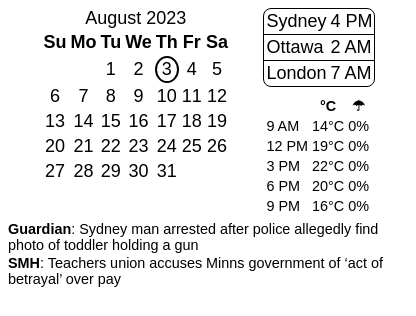 August 2023
Su Mo Tu We Th Fr Sa
1 2 3 4 5
6 7 8 9 10 11 12
13 14 15 16 17 18 19
20 21 22 23 24 25 26
27 28 29 30 31
Sydney 4 PM
Ottawa 2 AM
London 7 AM
°C ☂
9 AM 14°C 0%
12 PM 19°C 0%
3 PM 22°C 0%
6 PM 20°C 0%
9 PM 16°C 0%
Guardian: Sydney man arrested after police allegedly find
photo of toddler holding a gun
SMH: Teachers union accuses Minns government of ‘act of
betrayal’ over pay